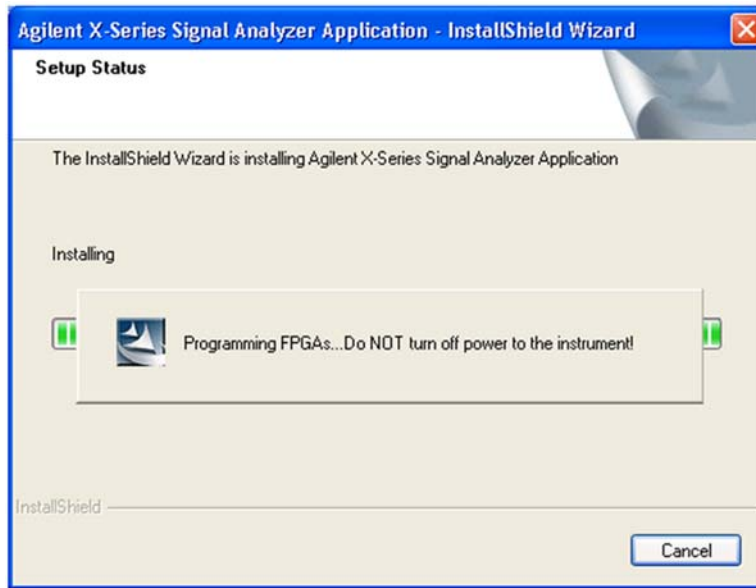 Agilent X-Series Signal Analyzer Application - InstallShield Wizard
Setup Status
The InstallShield Wizard is installing Agilent X-Series Signal Analyzer Application
Installing
Programming FPGAs...Do NOT turn off power to the instrument!
InstallShield
Cancel